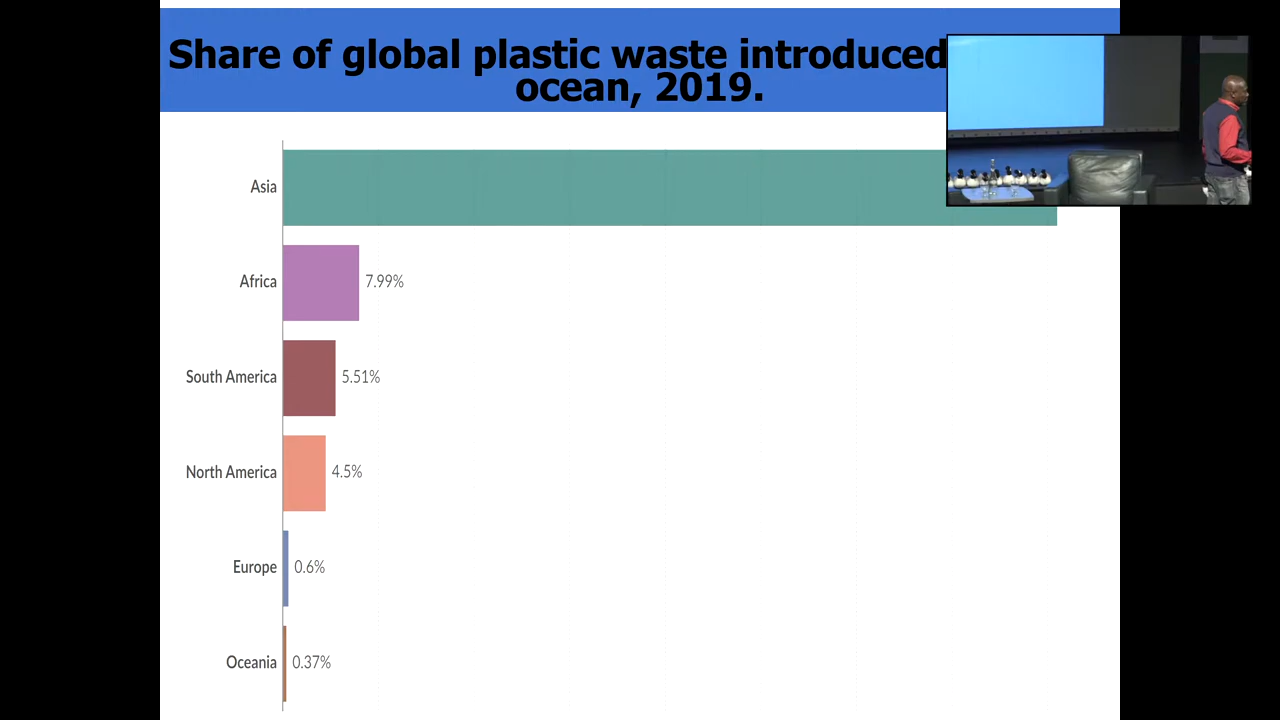 Share of global plastic waste introduced
ocean, 2019.
Asia
Africa
7.99%
South America
5.51%
North America
4.5%
Europe
0.6%
Oceania
0.37%